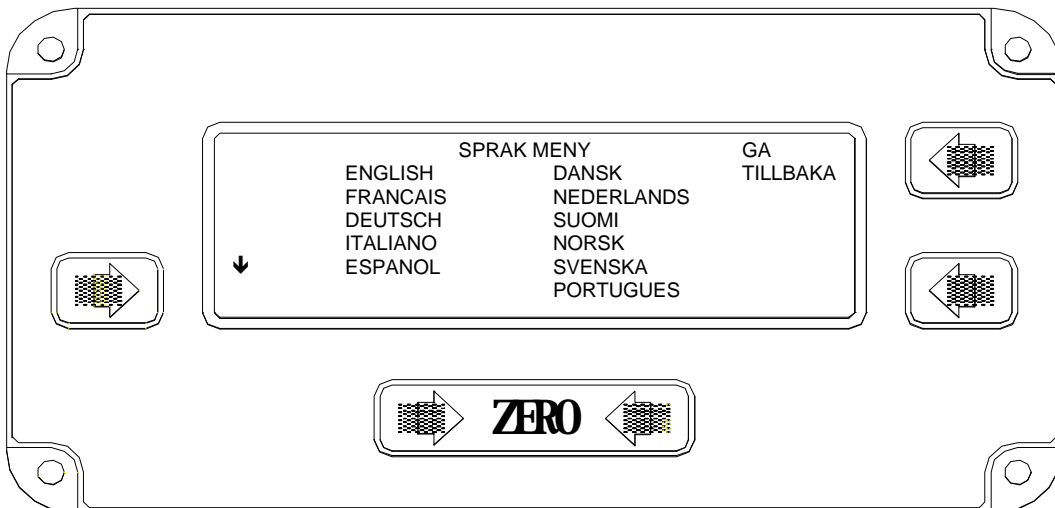 SPRAK MENY GA
ENGLISH DANSK TILLBAKA
FRANCAIS NEDERLANDS
DEUTSCH SUOMI
ITALIANO NORSK
ESPANOL SVENSKA
PORTUGUES
ZERO